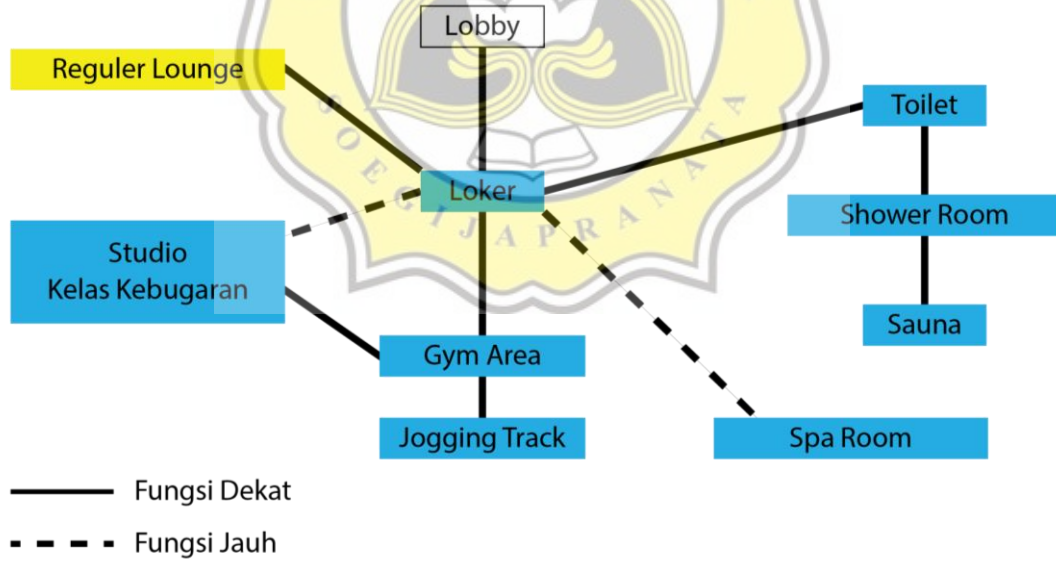 Lobby
Reguler Lounge
Toilet
Loker
Shower Room
Studio
Kelas Kebugaran
Sauna
Gym Area
Jogging Track
Spa Room
Fungsi Dekat
Fungsi Jauh
SOEGIJAPRANATA